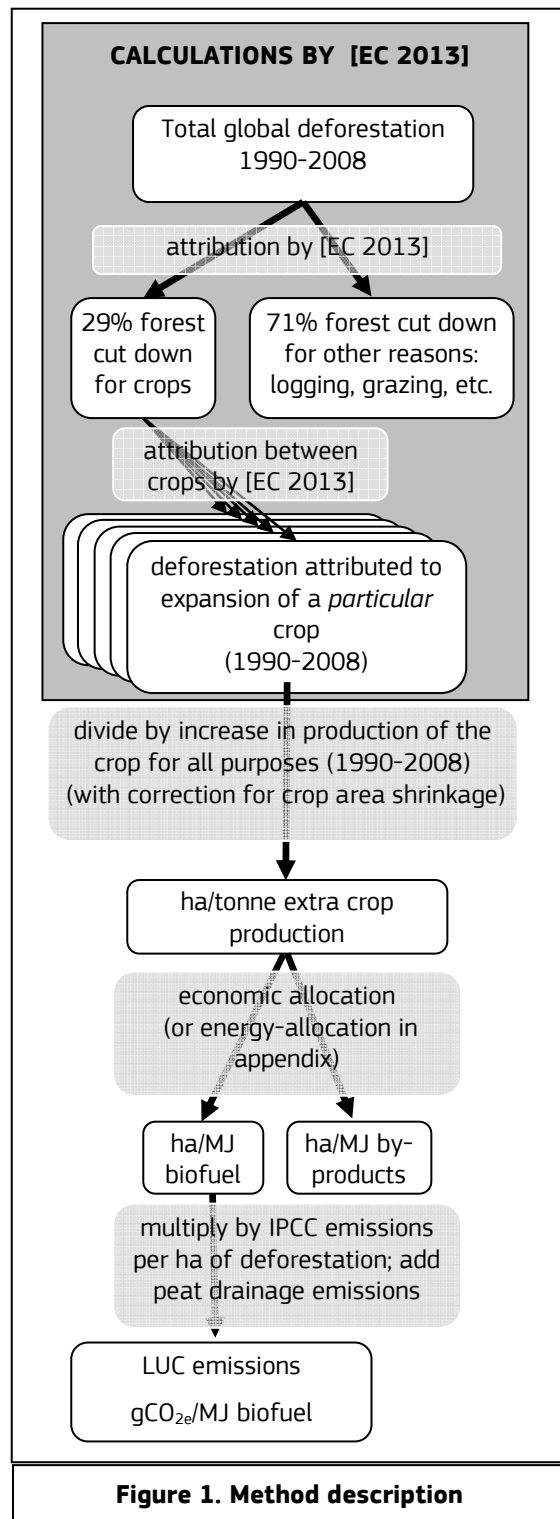 CALCULATIONS BY [EC 2013]
Total global deforestation
1990-2008
attribution by [EC 2013]
29% forest
cut down
for crops
71% forest cut down
for other reasons:
logging, grazing, etc.
attribution between
crops by [EC 2013]
deforestation attributed to
expansion of a particular
crop
(1990-2008)
divide by increase in production of the
crop for all purposes (1990-2008)
(with correction for crop area shrinkage)
ha/tonne extra crop
production
economic allocation
(or energy-allocation in
appendix)
ha/MJ
biofuel
ha/MJ by-
products
multiply by IPCC emissions
per ha of deforestation; add
peat drainage emissions
LUC emissions
gCO2e/MJ biofuel
Figure 1. Method description